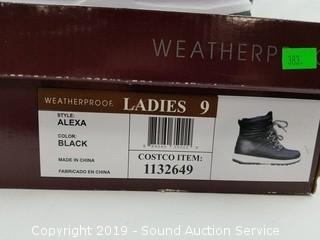 WEATHERPROO
383.
WEATHERPROOF. LADIES 9
STYLE:
ALEXA
COLOR:
BLACK
MADE IN CHINA
FABRICADO EN CHINA
COSTCO ITEM:
1132649
Copyright 2019 - Sound Auction Service